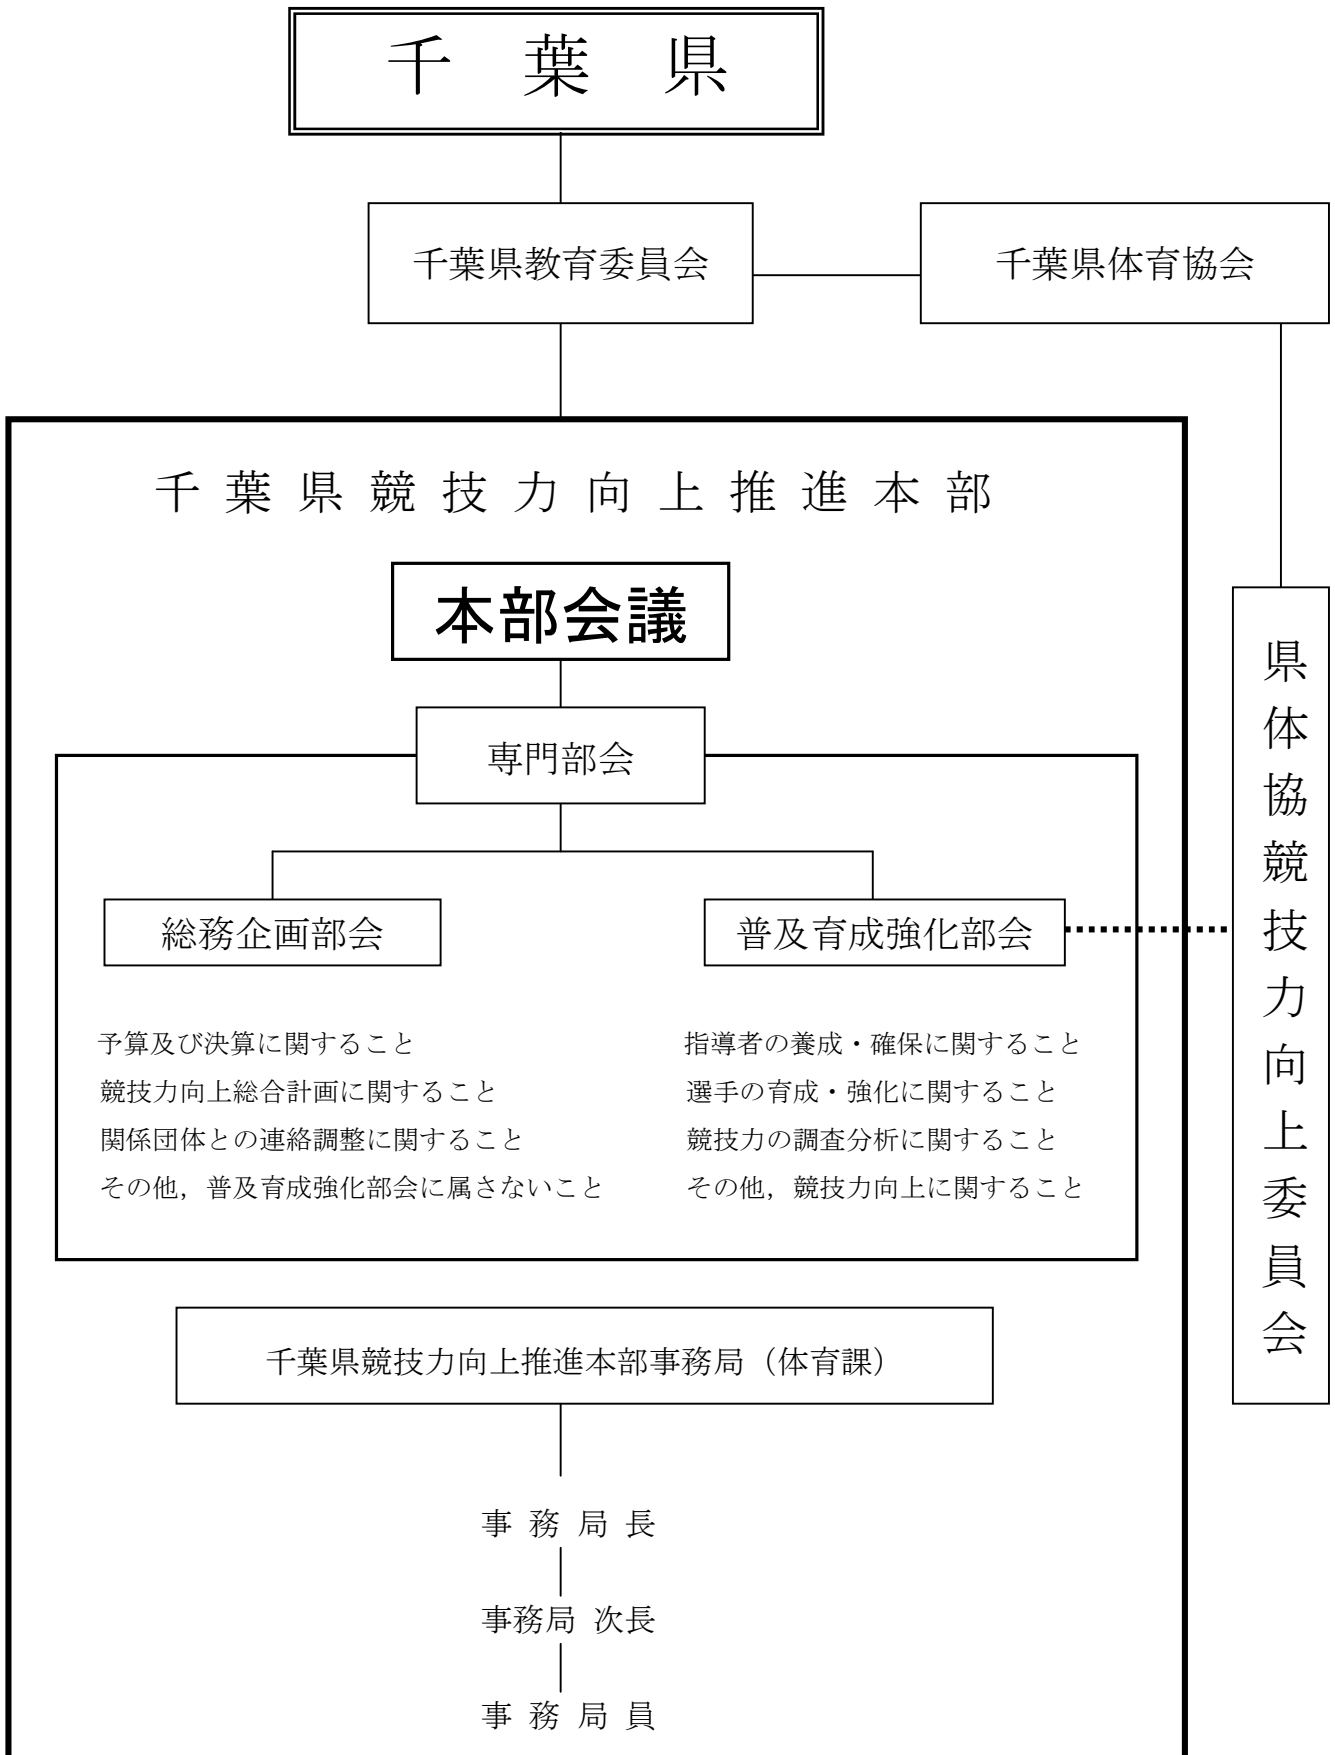 千葉県
千葉県教育委員会
千葉県体育協会
千葉県競技力向上推進本部
本部会議
専門部会
総務企画部会
普及育成強化部会
予算及び決算に関すること
競技力向上総合計画に関すること
関係団体との連絡調整に関すること
その他，普及育成強化部会に属さないこと
指導者の養成・確保に関すること
選手の育成・強化に関すること
競技力の調査分析に関すること
その他，競技力向上に関すること
県体協競技力向上委員会
千葉県競技力向上推進本部事務局（体育課）
事務局長
事務局 次長
事務局員